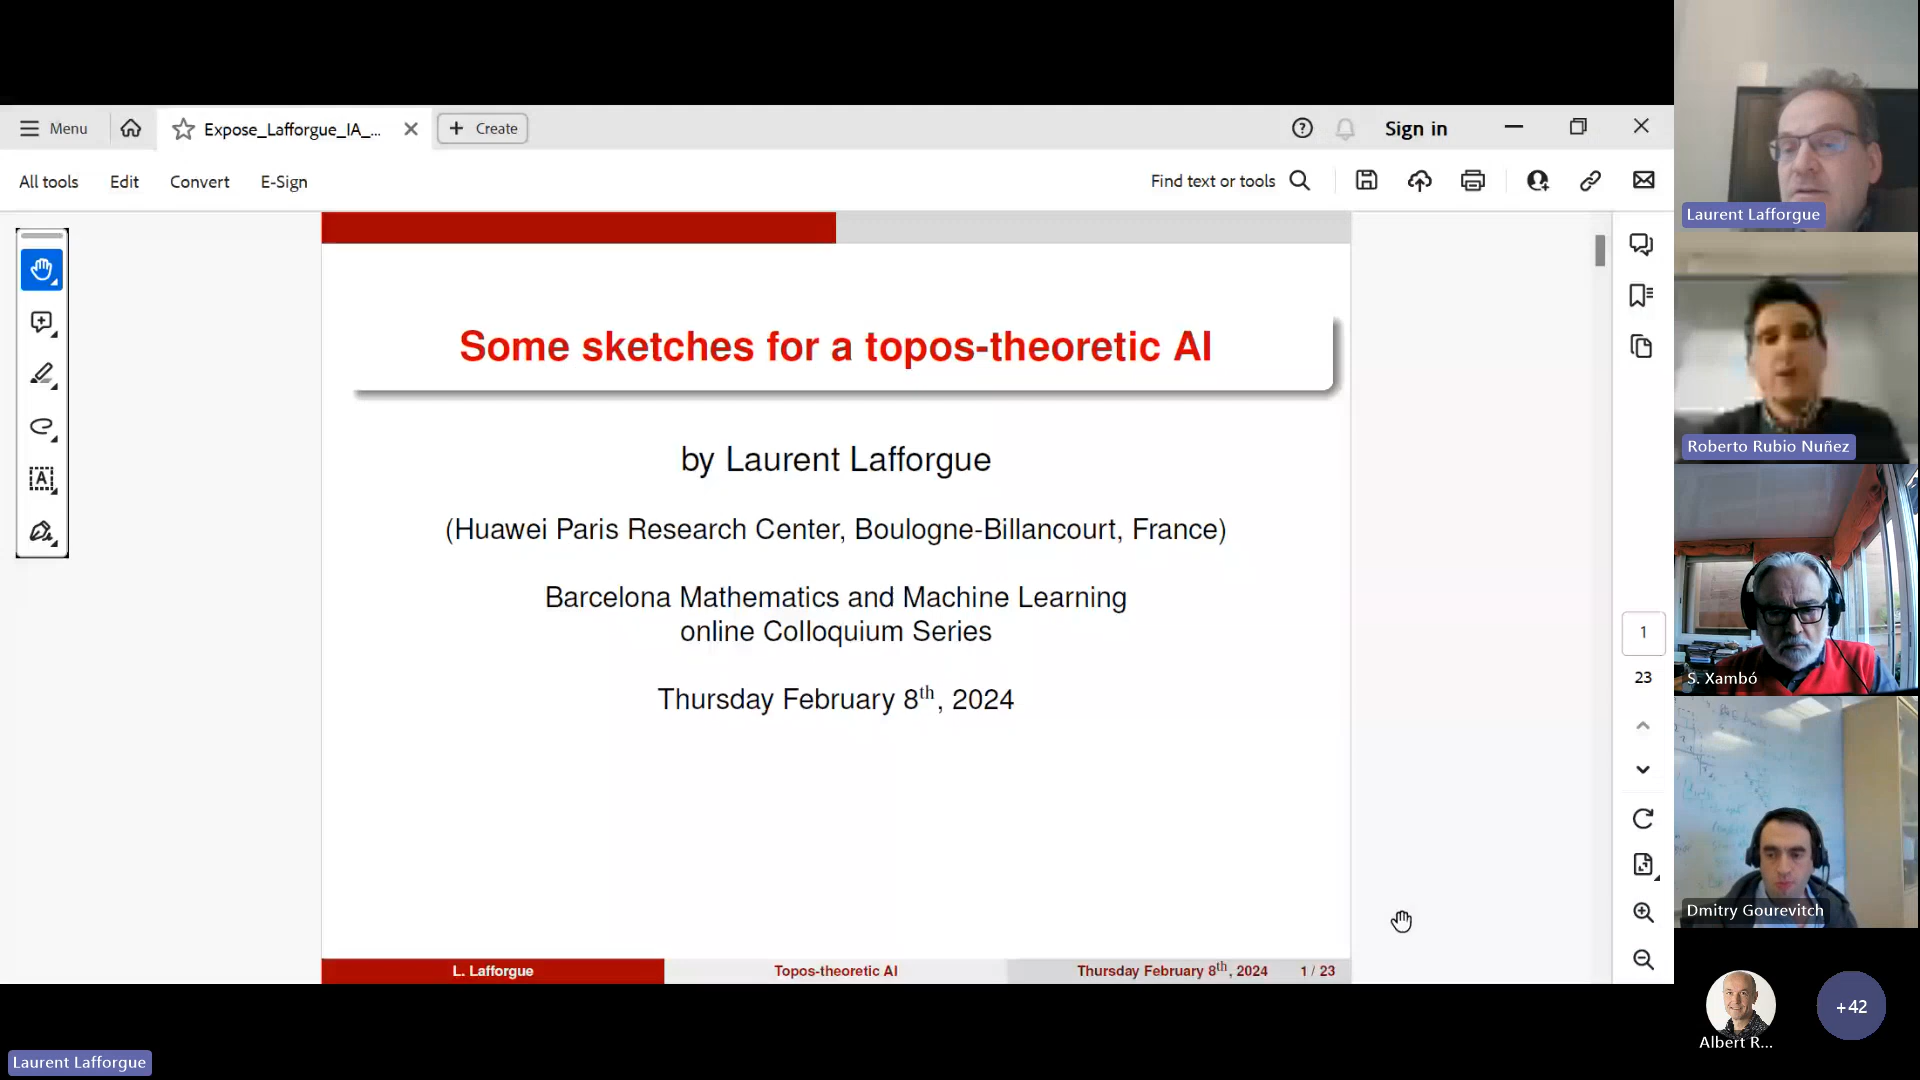 Menu
Expose_Lafforgue_IA_...
Create
Sign in
All tools
Edit
Convert
E-Sign
Find text or tools
Some sketches for a topos-theoretic AI
by Laurent Lafforgue
(Huawei Paris Research Center, Boulogne-Billancourt, France)
Barcelona Mathematics and Machine Learning
online Colloquium Series
Thursday February 8th, 2024
L. Lafforgue
Topos-theoretic AI
Thursday February 8th, 2024
1 / 23
1
23
Laurent Lafforgue
Roberto Rubio Nuñez
S. Xambó
Dmitry Gourevitch
Albert R...
+42
Laurent Lafforgue